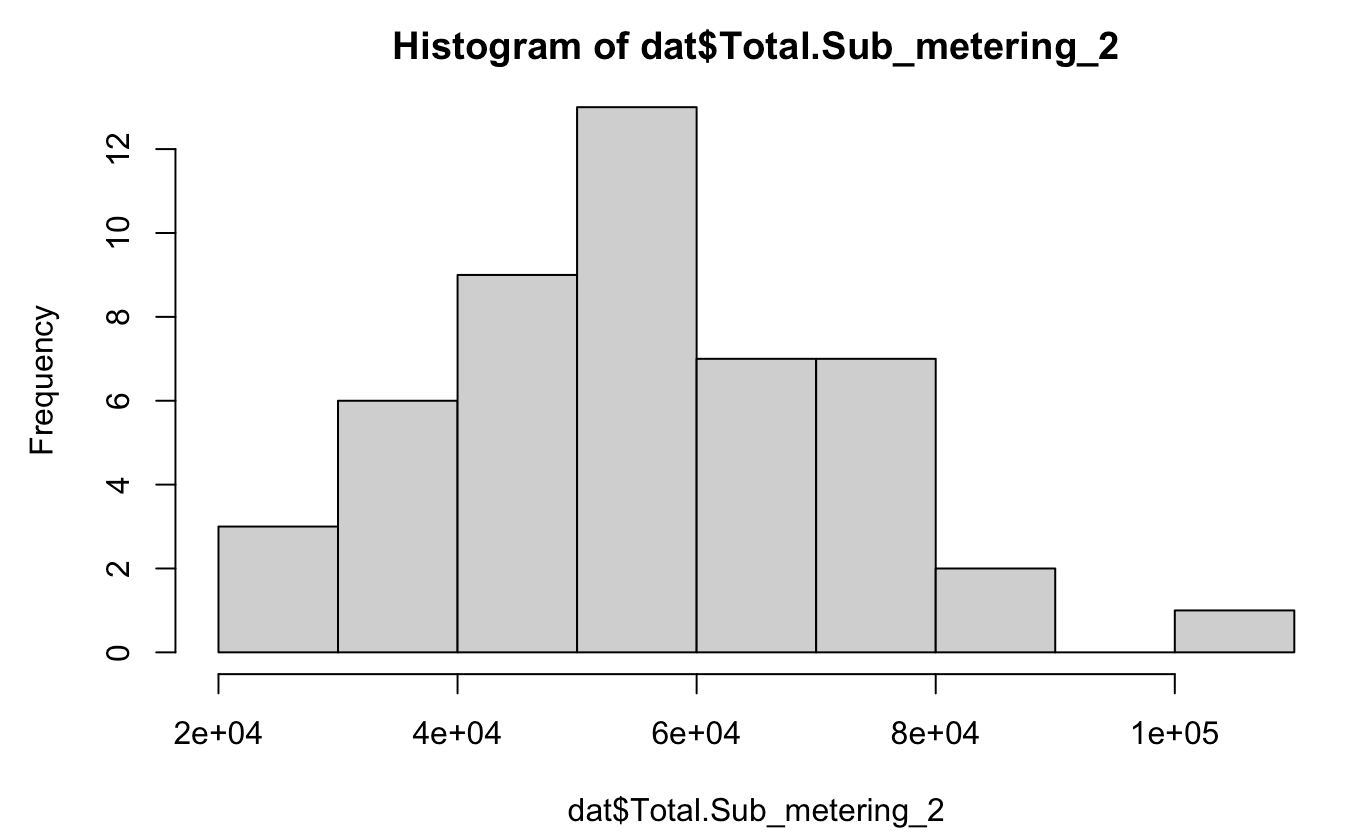 Histogram of dat$Total.Sub_metering_2
Frequency
12
10
8
6
4
2
0
2e+04 4e+04 6e+04 8e+04 1e+05
dat$Total.Sub_metering_2